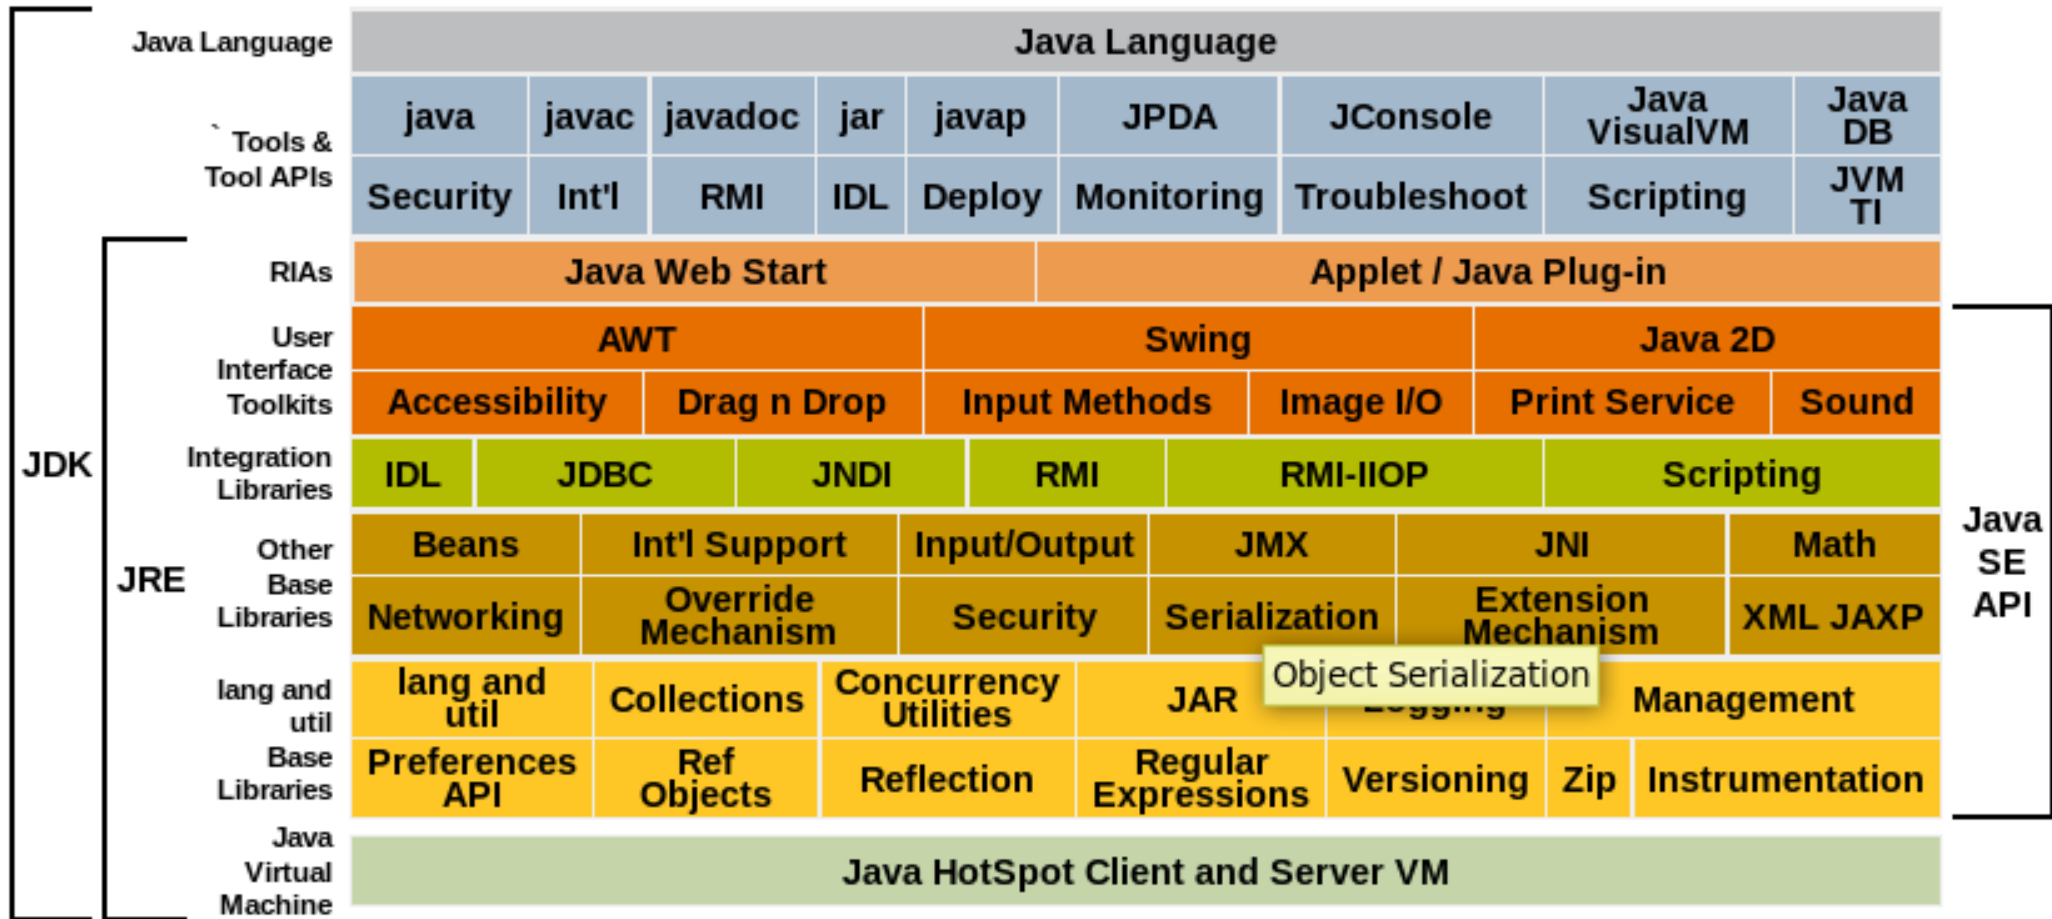 Java Language
Java Language
` Tools &
Tool APIs
java javac javadoc jar javap JPDA JConsole Java VisualVM Java DB
Security Int'l RMI IDL Deploy Monitoring Troubleshoot Scripting JVM TI
RIAs
Java Web Start Applet / Java Plug-in
User
Interface
Toolkits
AWT Swing Java 2D
Accessibility Drag n Drop Input Methods Image I/O Print Service Sound
JDK
Integration
Libraries
IDL JDBC JNDI RMI RMI-IIOP Scripting
Java
SE
API
JRE
Other
Base
Libraries
Beans Int'l Support Input/Output JMX JNI Math
Networking Override Mechanism Security Serialization Extension Mechanism XML JAXP
Object Serialization
lang and
util
Base
Libraries
lang and util Collections Concurrency Utilities JAR Management
Preferences API Ref Objects Reflection Regular Expressions Versioning Zip Instrumentation
Java
Virtual
Machine
Java HotSpot Client and Server VM